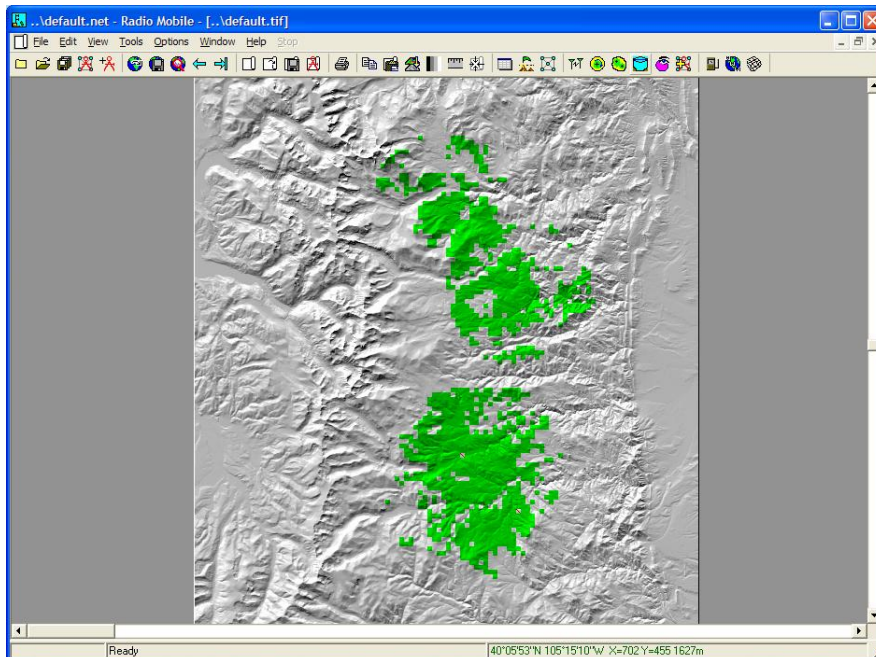 ..\default.net - Radio Mobile - [..\default.tif]
File Edit View Tools Options Window Help Stop
Ready
40°05'53"N 105°15'10"W X=702 Y=455 1627m